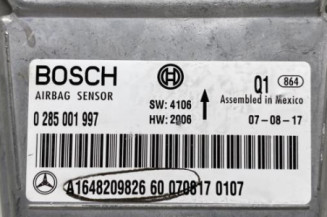 BOSCH
AIRBAG SENSOR
0 285 001 997
SW: 4106
HW: 2006
Q1 864
Assembled in Mexico
07-08-17
A1648209826 60 070817 0107